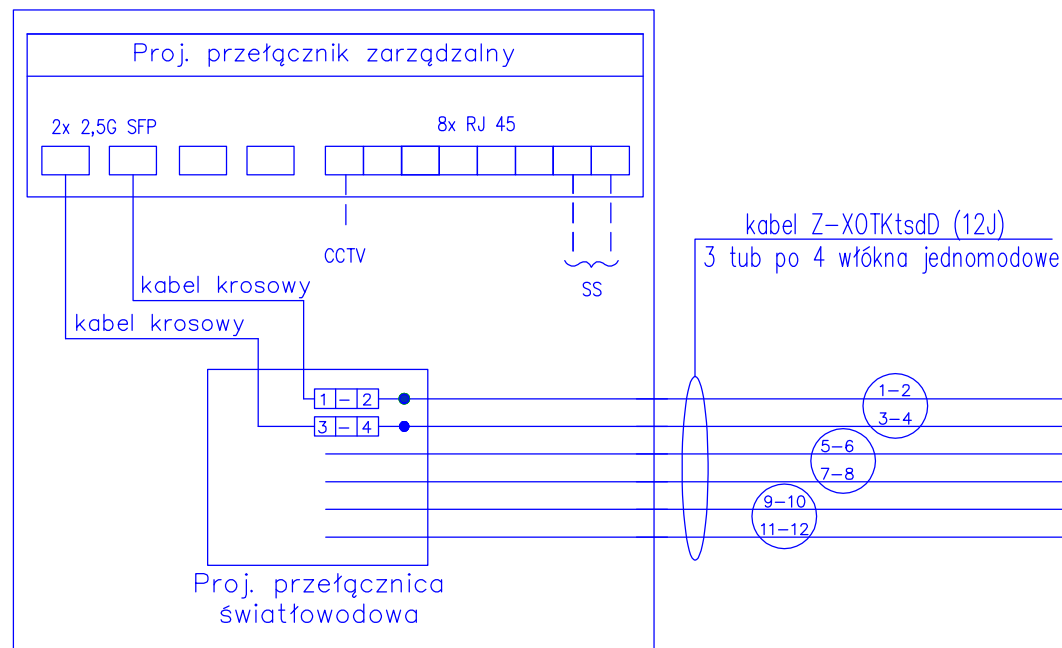 Proj. przełącznik zarządzalny
2x 2,5G SFP
8x RJ 45
CCTV
SS
kabel krosowy
kabel krosowy
kabel Z-XOTKtsdD (12J)
3 tub po 4 włókna jednomodowe
1-2
3-4
1-2
3-4
5-6
7-8
9-10
11-12
Proj. przełącznica
światłowodowa